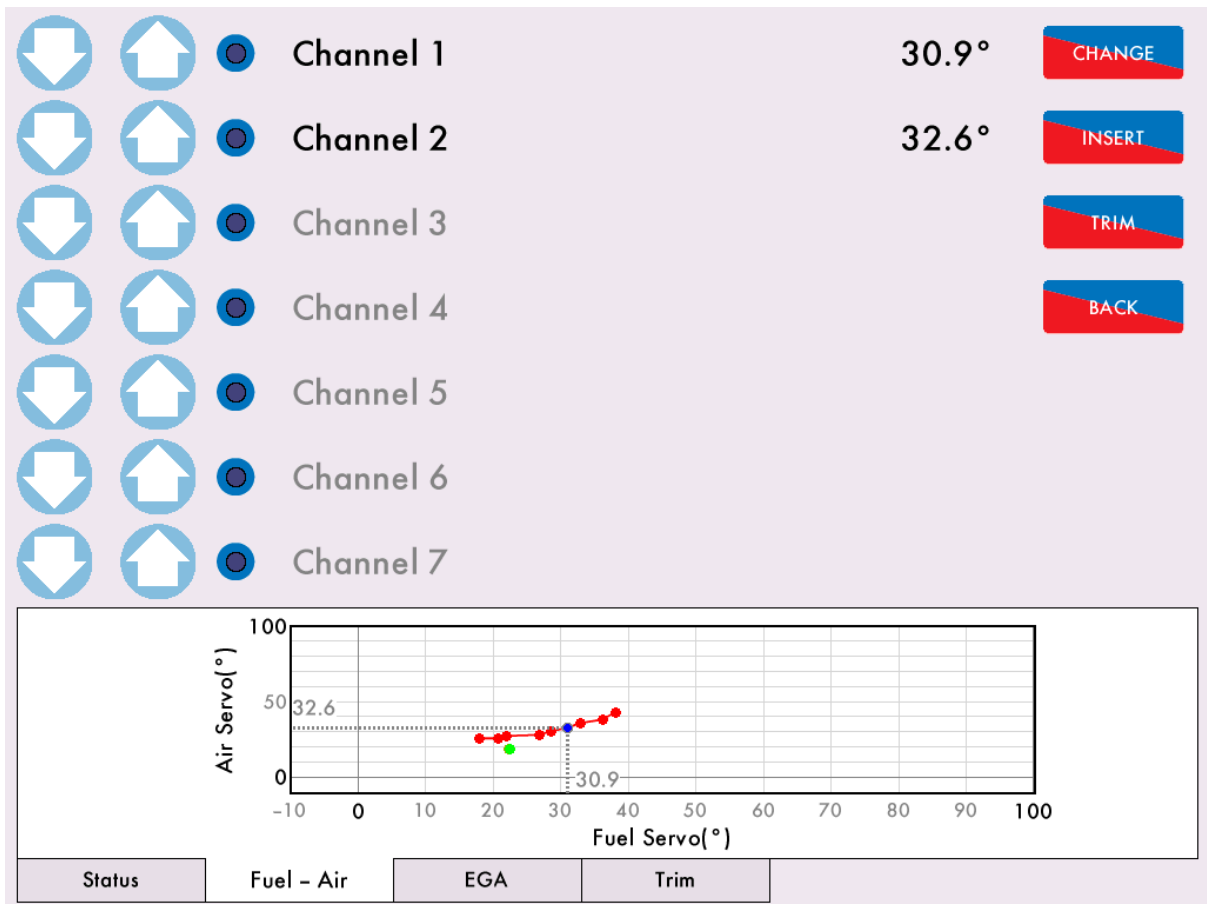 Channel 1 30.9° CHANGE
Channel 2 32.6° INSERT
Channel 3 TRIM
Channel 4 BACK
Channel 5
Channel 6
Channel 7
100
Air Servo(°)
50
32.6
0
30.9
-10 0 10 20 30 40 50 60 70 80 90 100
Fuel Servo(°)
Status Fuel – Air EGA Trim